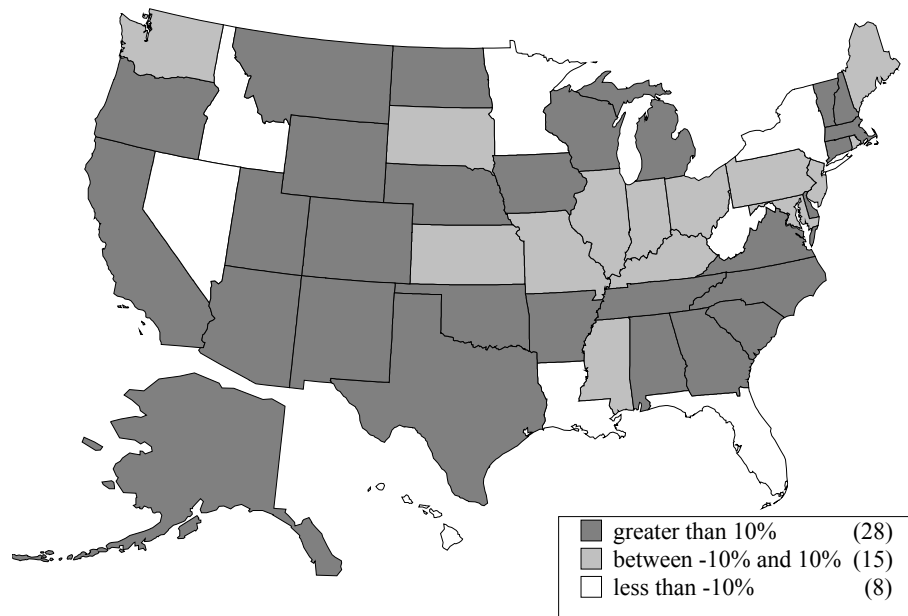 greater than 10% (28)
between -10% and 10% (15)
less than -10% (8)